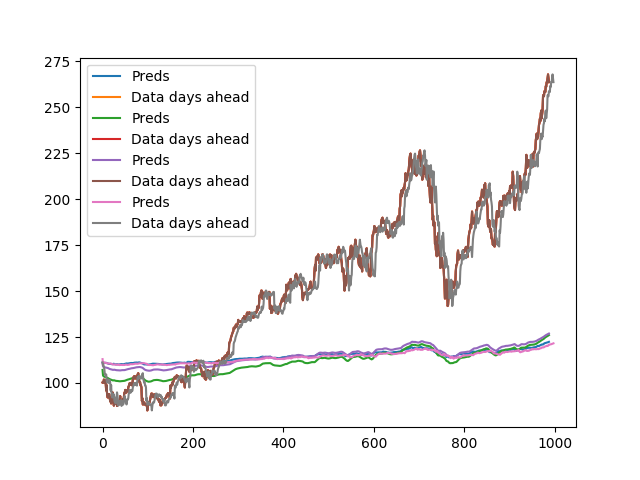 275
250
225
200
175
150
125
100
Preds
Data days ahead
Preds
Data days ahead
Preds
Data days ahead
Preds
Data days ahead
0
200
400
600
800
1000